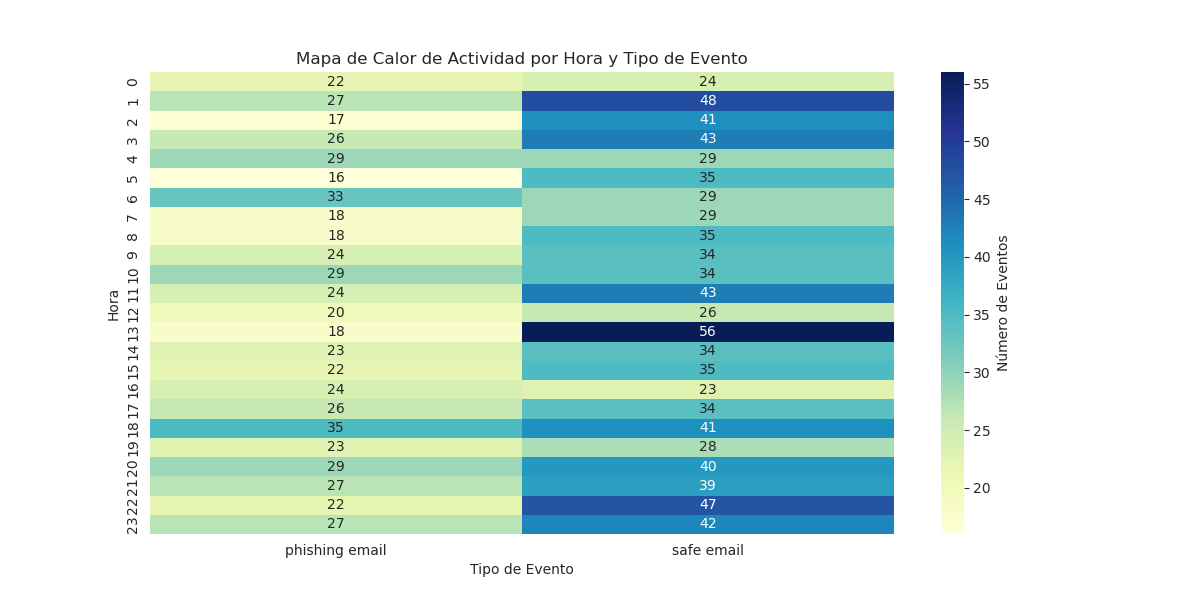 Mapa de Calor de Actividad por Hora y Tipo de Evento
Hora
0 22 24
1 27 48
2 17 41
3 26 43
4 29 29
5 16 35
6 33 29
7 18 29
8 18 35
9 24 34
10 29 34
11 24 43
12 20 26
13 18 56
14 23 34
15 22 35
16 24 23
17 26 34
18 35 41
19 23 28
20 29 40
21 27 39
22 22 47
23 27 42
phishing email safe email
Tipo de Evento
55
50
45
40
35
30
25
20
Número de Eventos